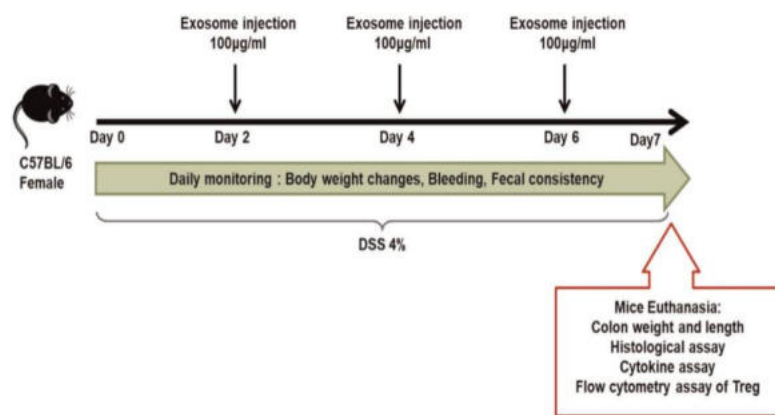 Exosome injection
100µg/ml
Exosome injection
100µg/ml
Exosome injection
100µg/ml
Day 0
Day 2
Day 4
Day 6
Day7
C57BL/6
Female
Daily monitoring : Body weight changes, Bleeding, Fecal consistency
DSS 4%
Mice Euthanasia:
Colon weight and length
Histological assay
Cytokine assay
Flow cytometry assay of Treg